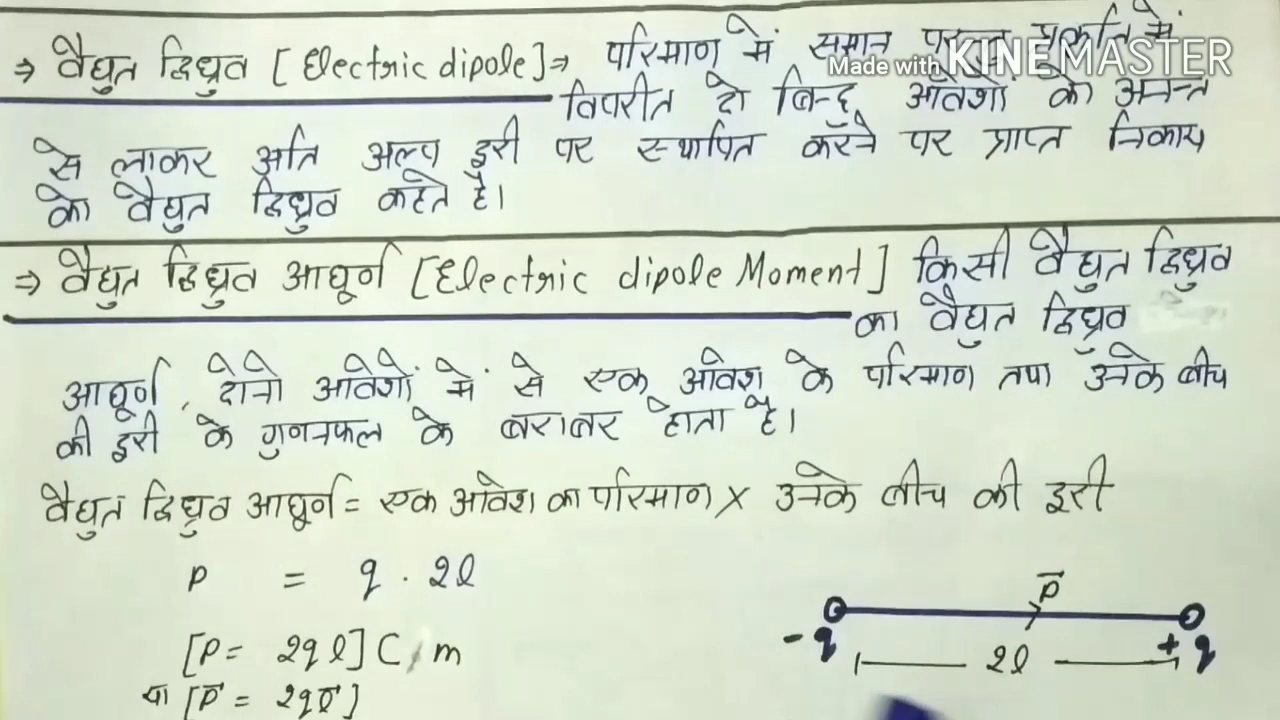 ⇒ वैद्युत द्विध्रुव [Electric dipole]⇒ परिमाण में समान परन्तु प्रकृति में
Made with KINEMASTER
विपरीत दो बिन्दु आवेशों को अनन्त
से लाकर अति अल्प दूरी पर स्थापित करने पर प्राप्त निकाय
को वैद्युत द्विध्रुव कहते है।
⇒ वैद्युत द्विध्रुव आघूर्ण [Electric dipole Moment] किसी वैद्युत द्विध्रुव
का वैद्युत द्विध्रुव
आघूर्ण, दोनो आवेशों में से एक आवेश के परिमाण तथा उनके बीच
की दूरी के गुणनफल के बराबर होता है।
वैद्युत द्विध्रुव आघूर्ण = एक आवेश का परिमाण × उनके बीच की दूरी
P = q . 2l
[P = 2ql] C m
या [P⃗ = 2ql⃗]
P⃗
-q +q
2l